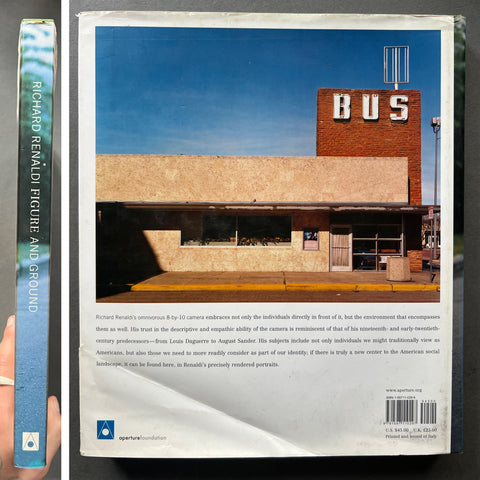 RICHARD RENALDI FIGURE AND GROUND
BUS
Richard Renaldi's omnivorous 8-by-10 camera embraces not only the individuals directly in front of it, but the environment that encompasses
them as well. His trust in the descriptive and empathic ability of the camera is reminiscent of that of his nineteenth- and early-twentieth-
century predecessors—from Louis Daguerre to August Sander. His subjects include not only individuals we might traditionally view as
Americans, but also those we need to more readily consider as part of our identity; if there is truly a new center to the American social
landscape, it can be found here, in Renaldi's precisely rendered portraits.
www.aperture.org
aperturefoundation
U.S. $45.00 U.K. £25.00
Printed and bound in Italy